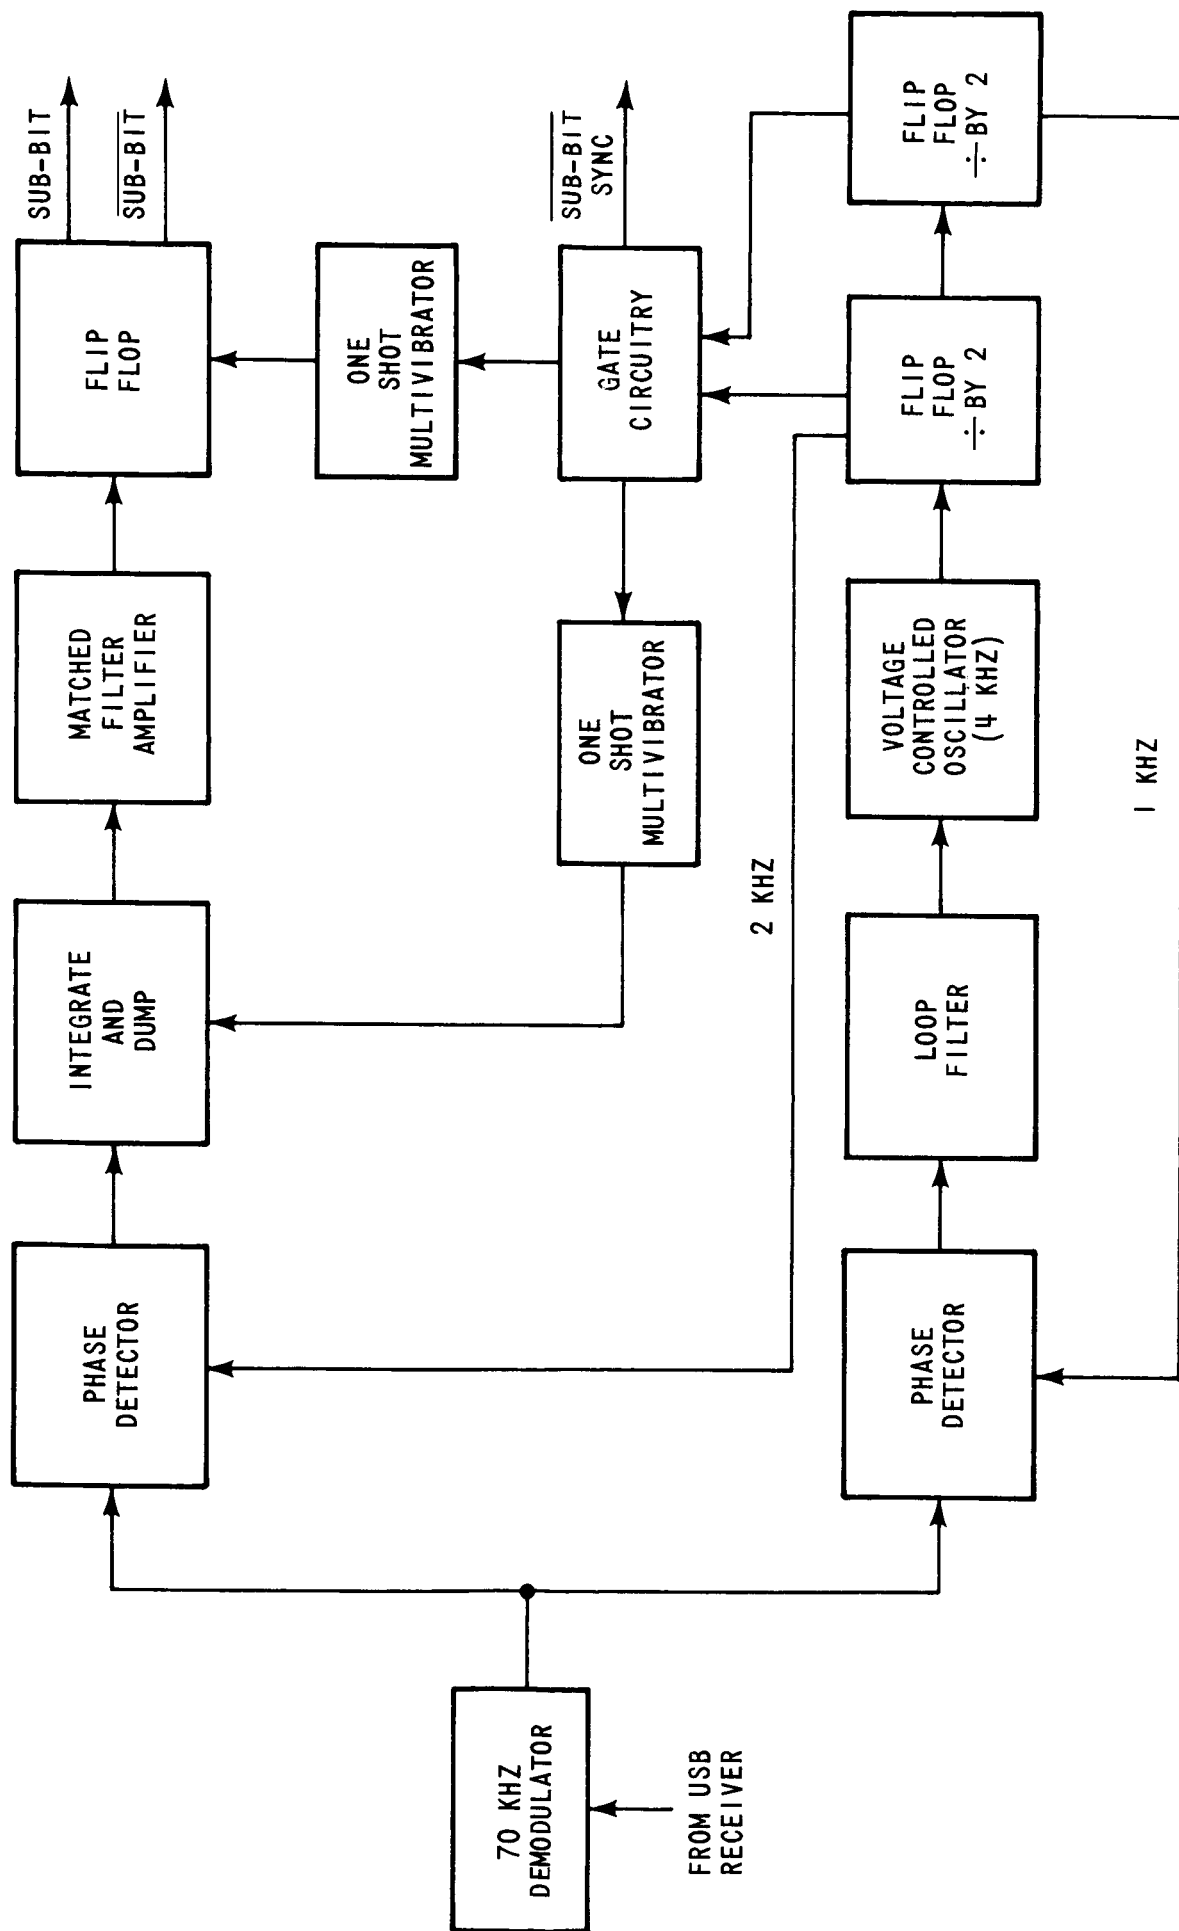 70 KHZ
DEMODULATOR
FROM USB
RECEIVER
PHASE
DETECTOR
INTEGRATE
AND
DUMP
MATCHED
FILTER
AMPLIFIER
FLIP
FLOP
SUB-BIT
SUB-BIT
ONE
SHOT
MULTIVIBRATOR
ONE
SHOT
MULTIVIBRATOR
GATE
CIRCUITRY
SUB-BIT
SYNC
2 KHZ
PHASE
DETECTOR
LOOP
FILTER
VOLTAGE
CONTROLLED
OSCILLATOR
(4 KHZ)
FLIP
FLOP
÷ BY 2
FLIP
FLOP
÷ BY 2
1 KHZ